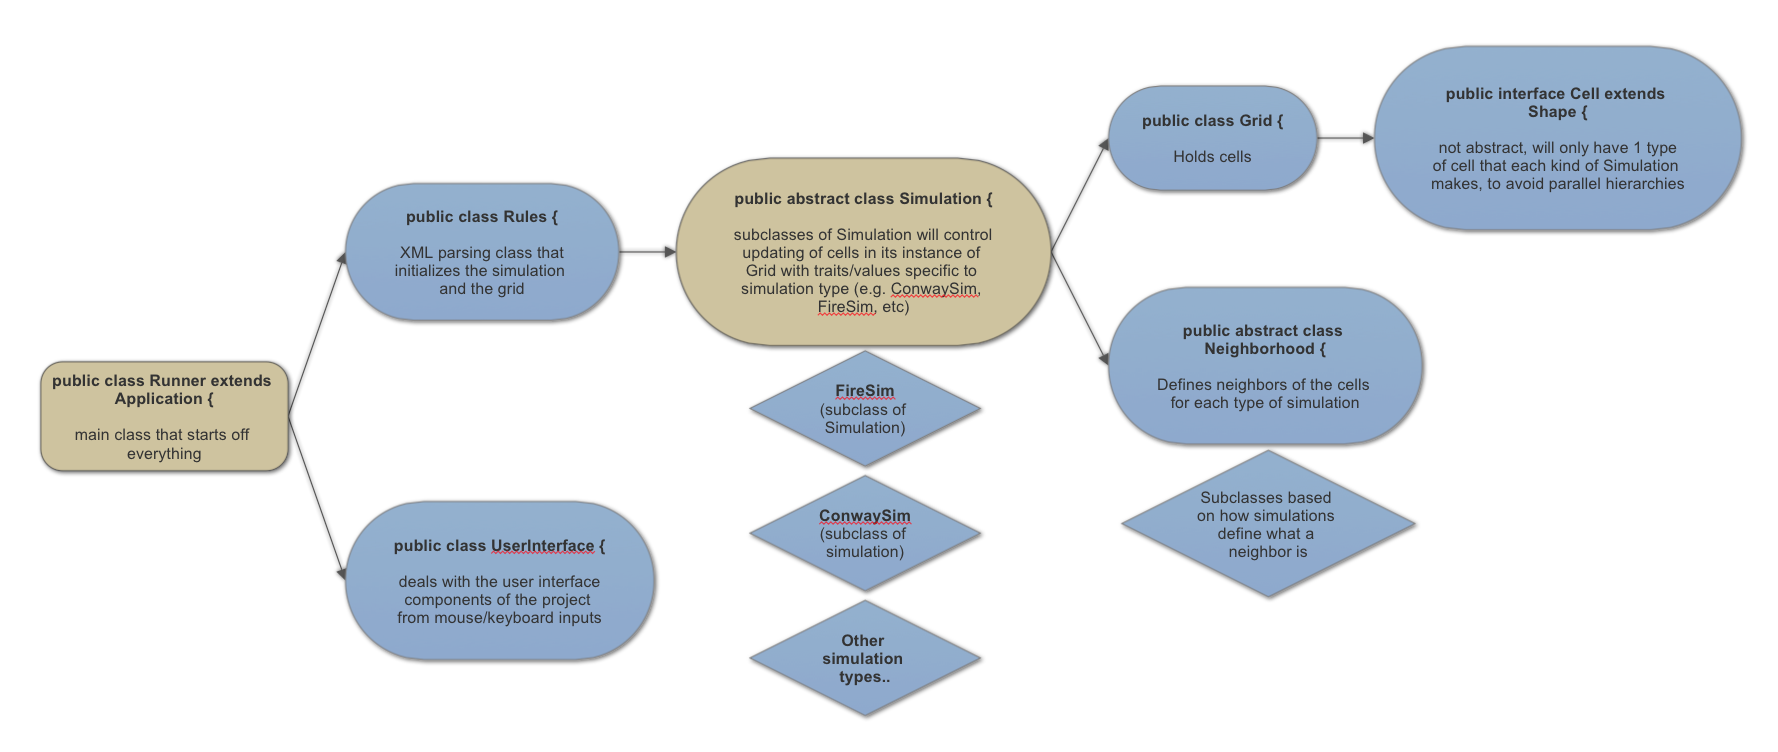 public class Runner extends
Application {
main class that starts off
everything
public class Rules {
XML parsing class that
initializes the simulation
and the grid
public class UserInterface {
deals with the user interface
components of the project
from mouse/keyboard inputs
public abstract class Simulation {
subclasses of Simulation will control
updating of cells in its instance of
Grid with traits/values specific to
simulation type (e.g. ConwaySim,
FireSim, etc)
FireSim
(subclass of
Simulation)
ConwaySim
(subclass of
simulation)
Other
simulation
types..
public class Grid {
Holds cells
public interface Cell extends
Shape {
not abstract, will only have 1 type
of cell that each kind of Simulation
makes, to avoid parallel hierarchies
public abstract class
Neighborhood {
Defines neighbors of the cells
for each type of simulation
Subclasses based
on how simulations
define what a
neighbor is